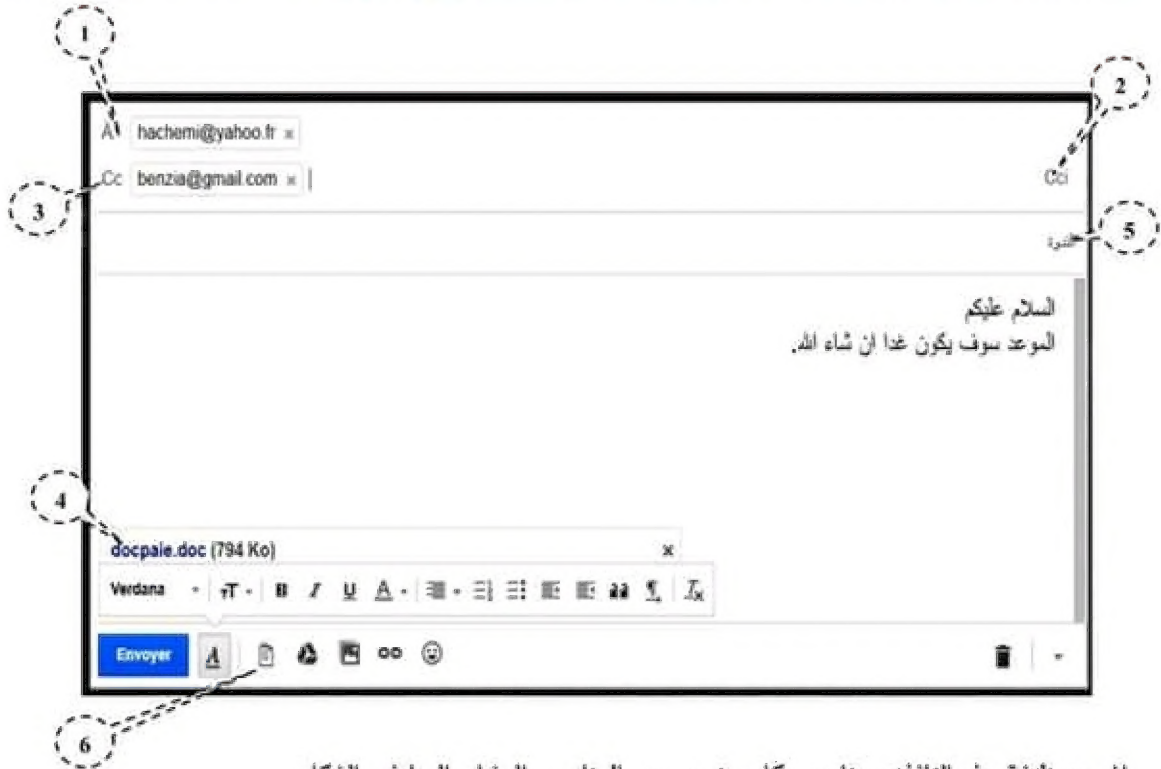 1
2
A hachemi@yahoo.fr ×
Cc benzia@gmail.com ×
Cci
3
5
السلام عليكم
الموعد سوف يكون غدا ان شاء الله.
4
docpaie.doc (794 Ko) ×
Verdana T B I U A
Envoyer A
6